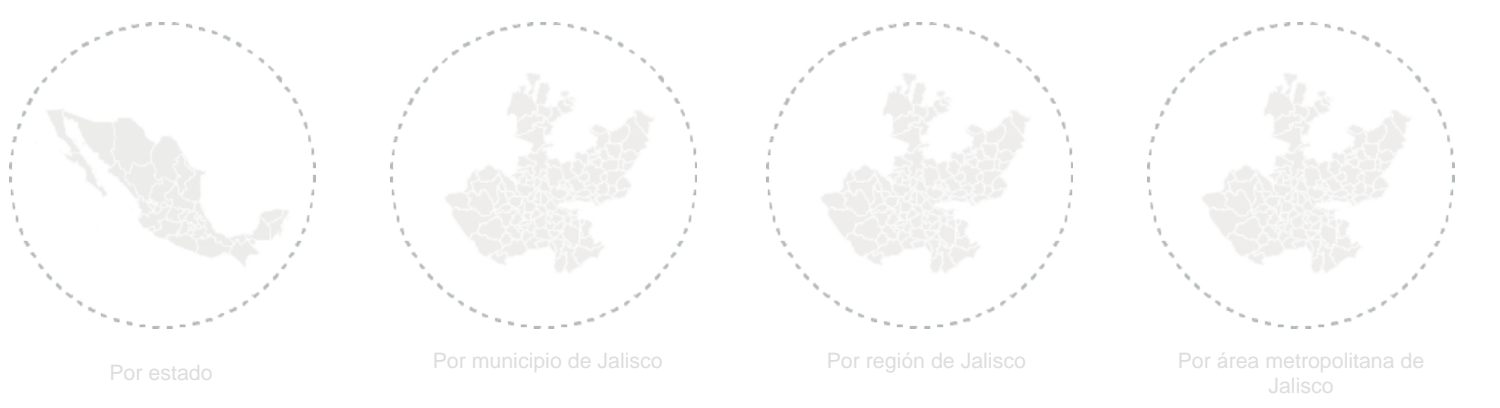 Por estado
Por municipio de Jalisco
Por región de Jalisco
Por área metropolitana de
Jalisco